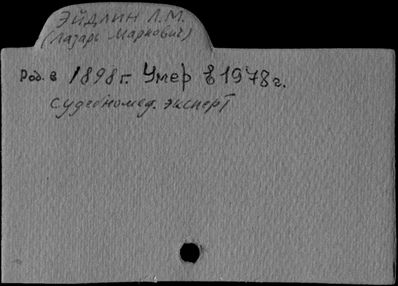 ЭЙДЛИН Л.М.
(Лазарь Маркович)
Род. в 1898 г. Умер в 1978 г.
судебномед. эксперт